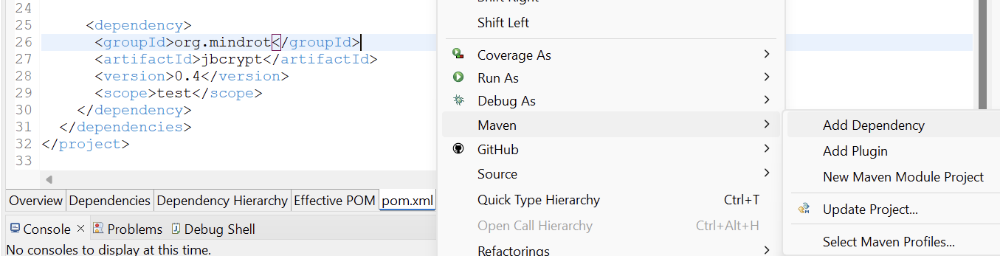 24
25 <dependency>
26 <groupId>org.mindrot</groupId>
27 <artifactId>jbcrypt</artifactId>
28 <version>0.4</version>
29 <scope>test</scope>
30 </dependency>
31 </dependencies>
32 </project>
33
Overview Dependencies Dependency Hierarchy Effective POM pom.xml
Console Problems Debug Shell
No consoles to display at this time.
Shift Right
Shift Left
Coverage As
Run As
Debug As
Maven
GitHub
Source
Quick Type Hierarchy Ctrl+T
Open Call Hierarchy Ctrl+Alt+H
Refactorings
Add Dependency
Add Plugin
New Maven Module Project
Update Project...
Select Maven Profiles...